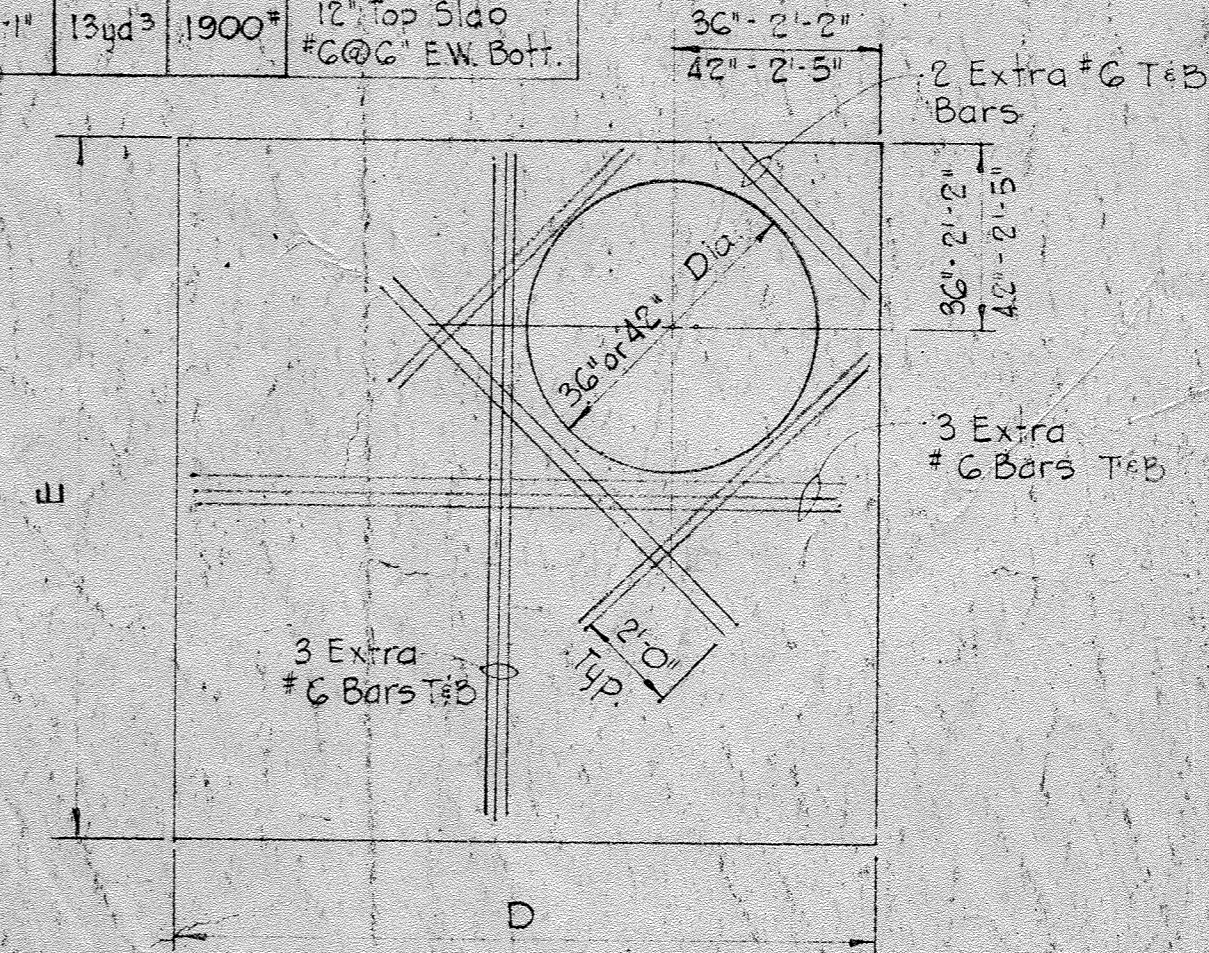 -1"
13yd³
1900#
12" Top Slab
#6@6" E.W. Bott.
36" - 2'-2"
42" - 2'-5"
2 Extra #6 T&B
Bars
36" - 2'-2"
42" - 2'-5"
36" or 42" Dia.
3 Extra
#6 Bars T&B
E
3 Extra
#6 Bars T&B
2'-0"
Typ.
D